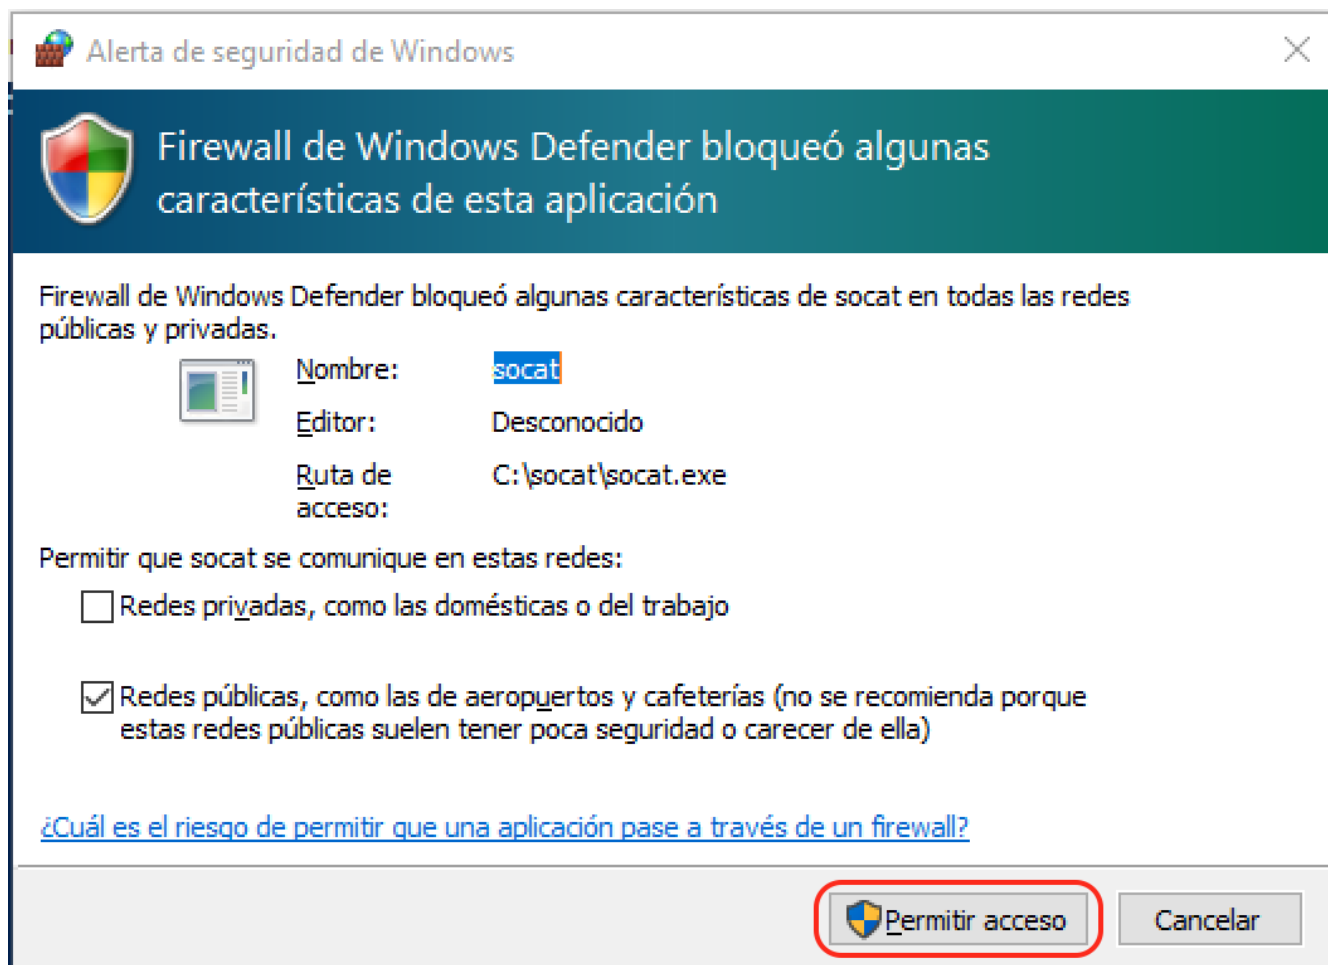 Alerta de seguridad de Windows
Firewall de Windows Defender bloqueó algunas
características de esta aplicación
Firewall de Windows Defender bloqueó algunas características de socat en todas las redes
públicas y privadas.
Nombre: socat
Editor: Desconocido
Ruta de acceso: C:\socat\socat.exe
Permitir que socat se comunique en estas redes:
Redes privadas, como las domésticas o del trabajo
Redes públicas, como las de aeropuertos y cafeterías (no se recomienda porque
estas redes públicas suelen tener poca seguridad o carecer de ella)
¿Cuál es el riesgo de permitir que una aplicación pase a través de un firewall?
Permitir acceso
Cancelar